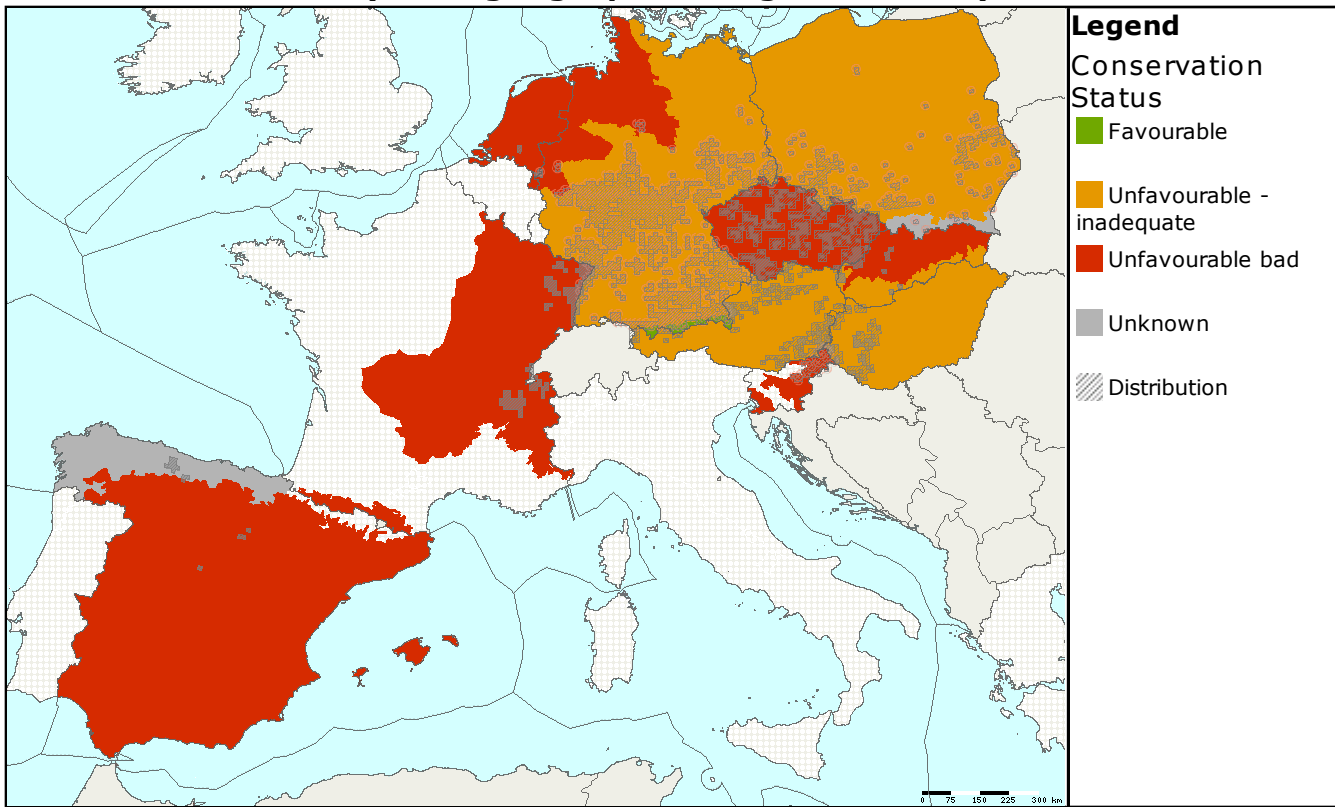 Legend
Conservation
Status
Favourable
Unfavourable -
inadequate
Unfavourable bad
Unknown
Distribution
0 75 150 225 300 km